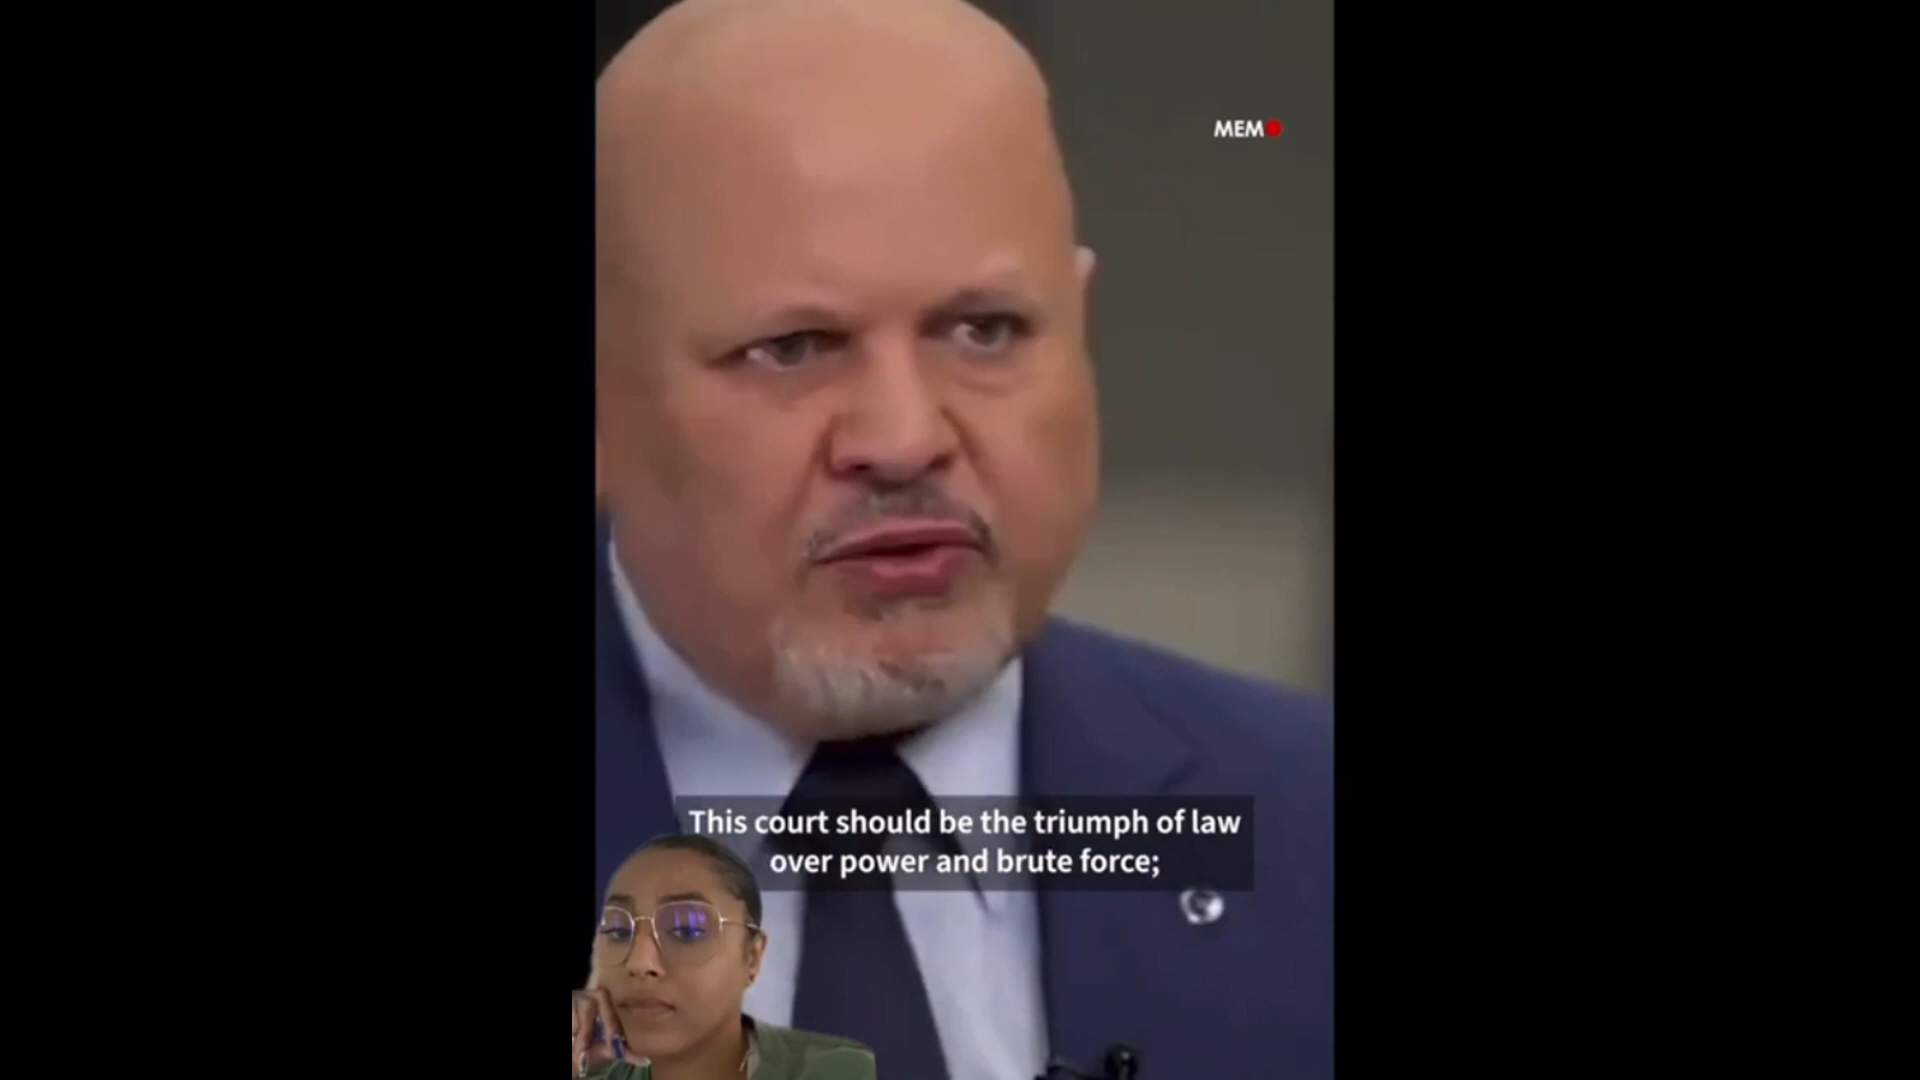 MEM
This court should be the triumph of law
over power and brute force;